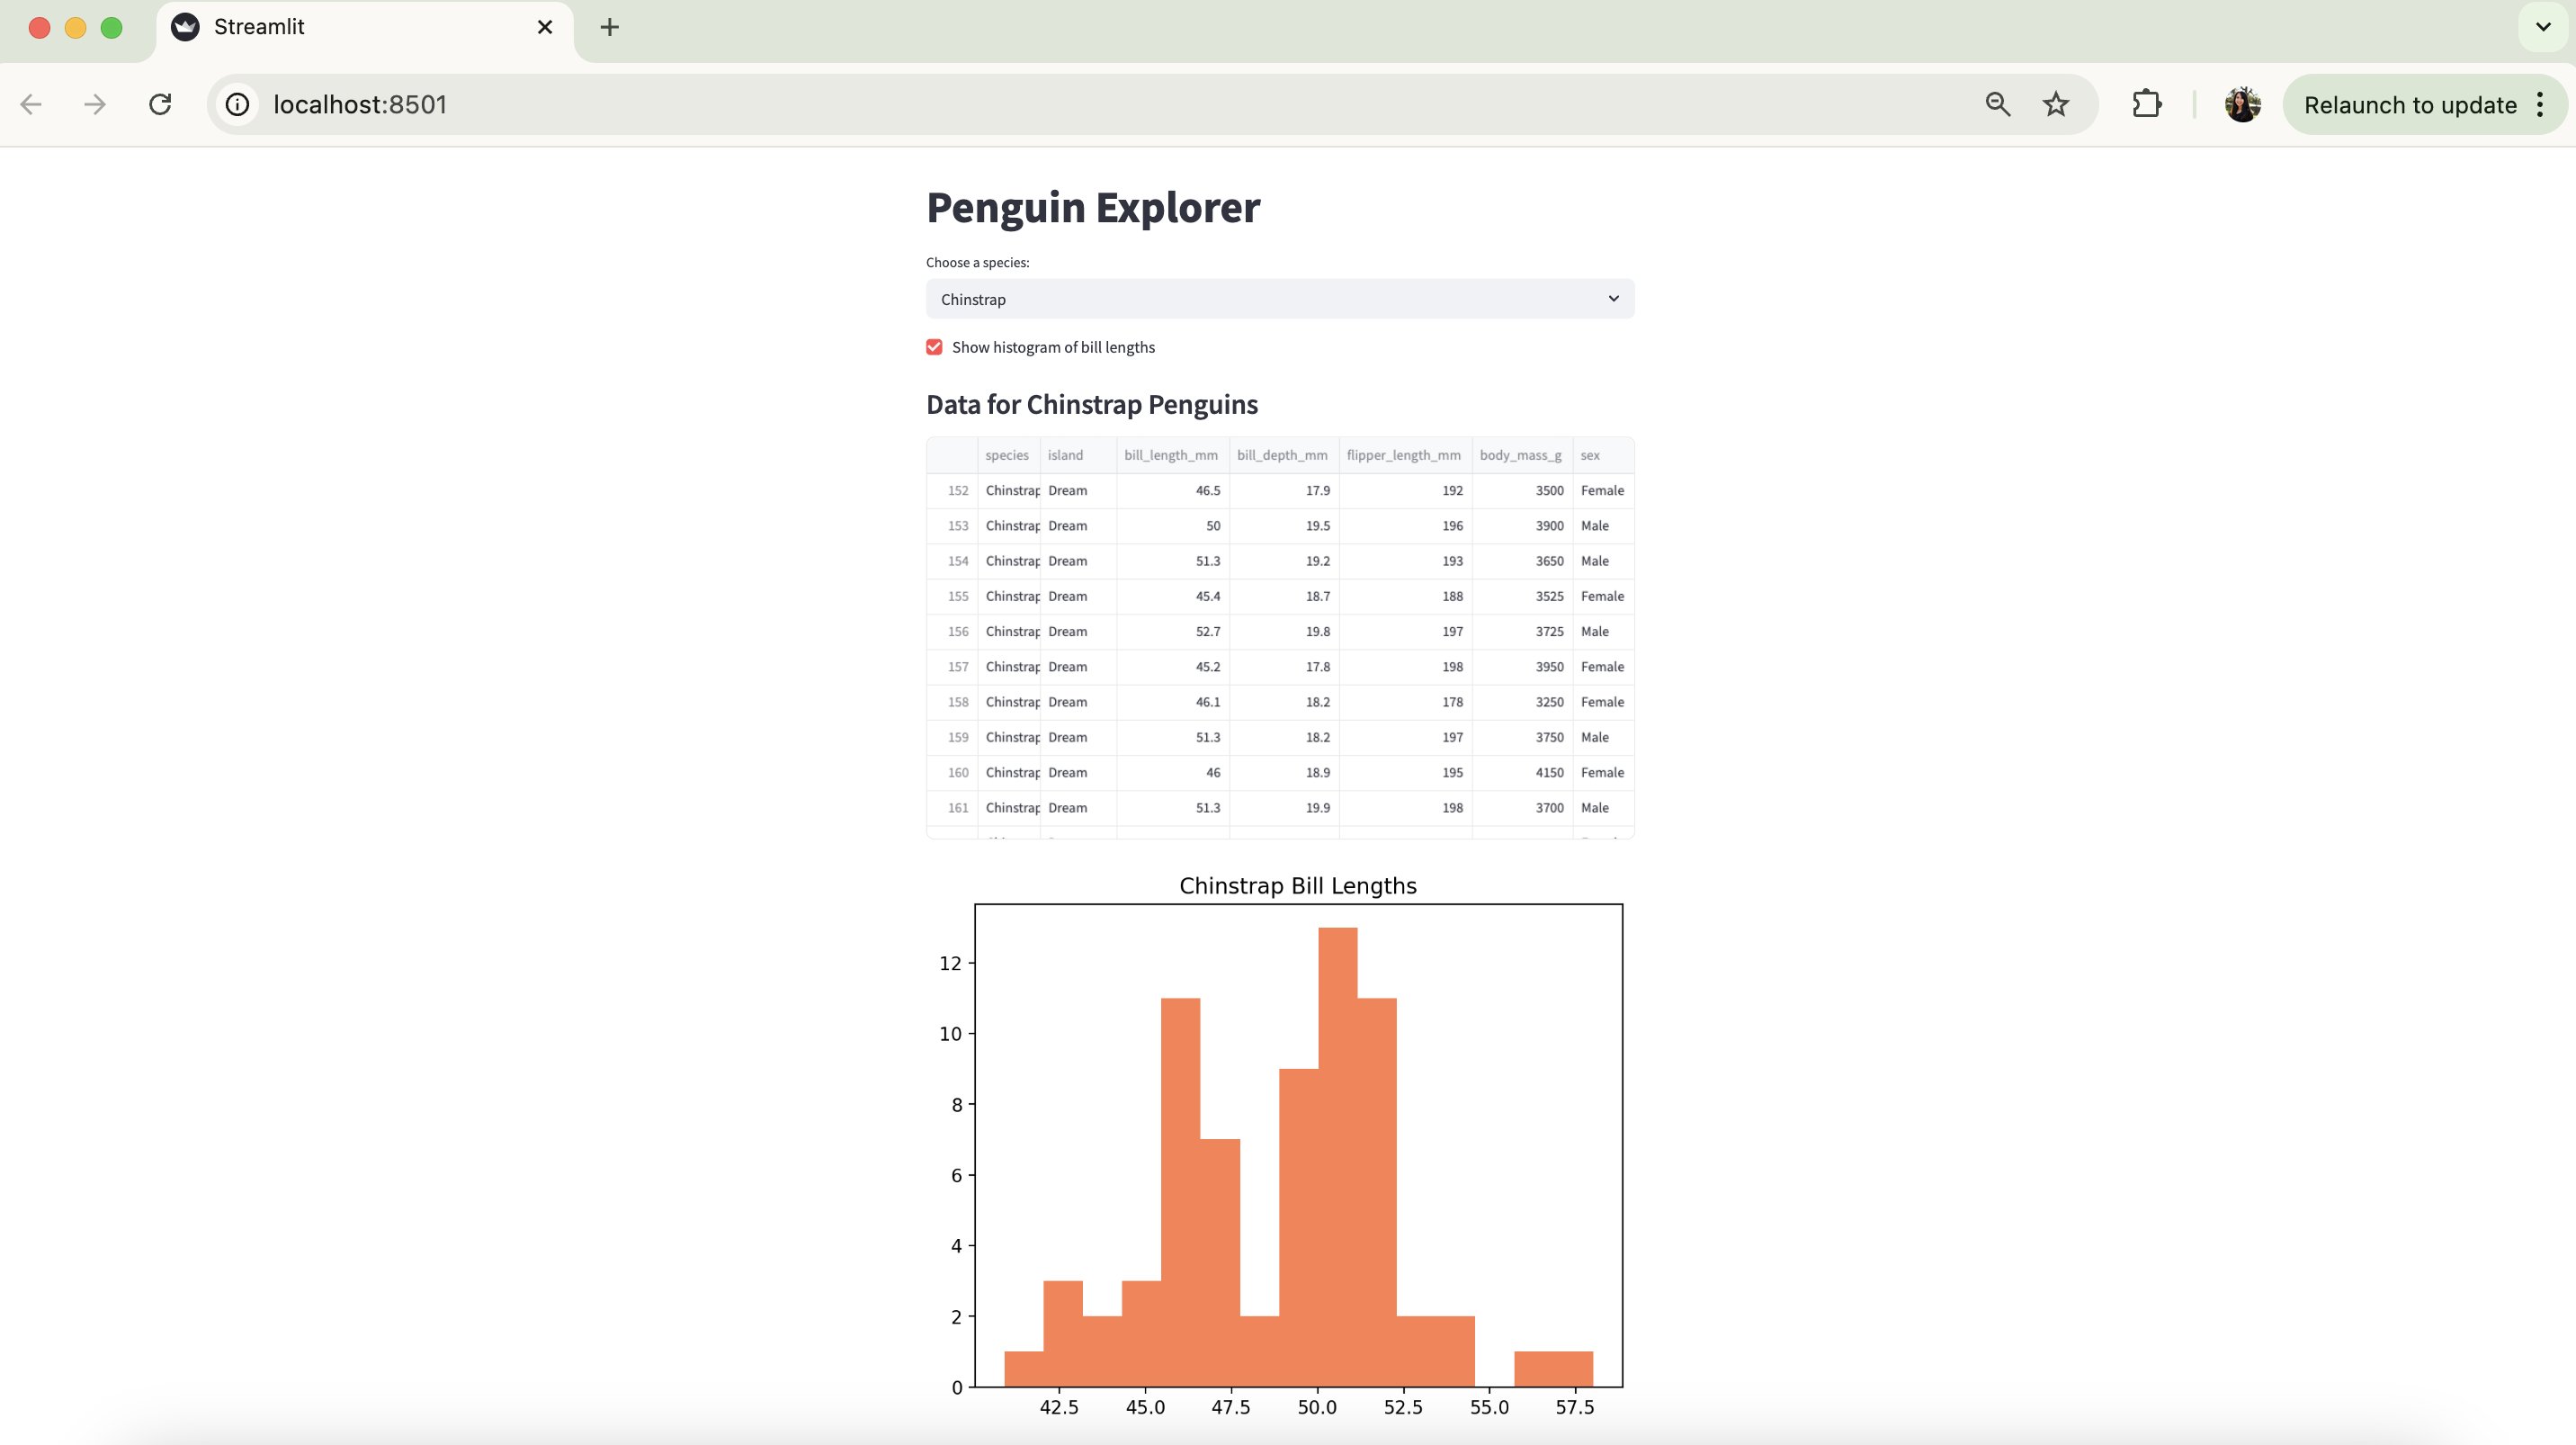 Streamlit
localhost:8501
Relaunch to update
Penguin Explorer
Choose a species:
Chinstrap
Show histogram of bill lengths
Data for Chinstrap Penguins
species island bill_length_mm bill_depth_mm flipper_length_mm body_mass_g sex
152 Chinstrap Dream 46.5 17.9 192 3500 Female
153 Chinstrap Dream 50 19.5 196 3900 Male
154 Chinstrap Dream 51.3 19.2 193 3650 Male
155 Chinstrap Dream 45.4 18.7 188 3525 Female
156 Chinstrap Dream 52.7 19.8 197 3725 Male
157 Chinstrap Dream 45.2 17.8 198 3950 Female
158 Chinstrap Dream 46.1 18.2 178 3250 Female
159 Chinstrap Dream 51.3 18.2 197 3750 Male
160 Chinstrap Dream 46 18.9 195 4150 Female
161 Chinstrap Dream 51.3 19.9 198 3700 Male
Chinstrap Bill Lengths
12
10
8
6
4
2
0
42.5 45.0 47.5 50.0 52.5 55.0 57.5